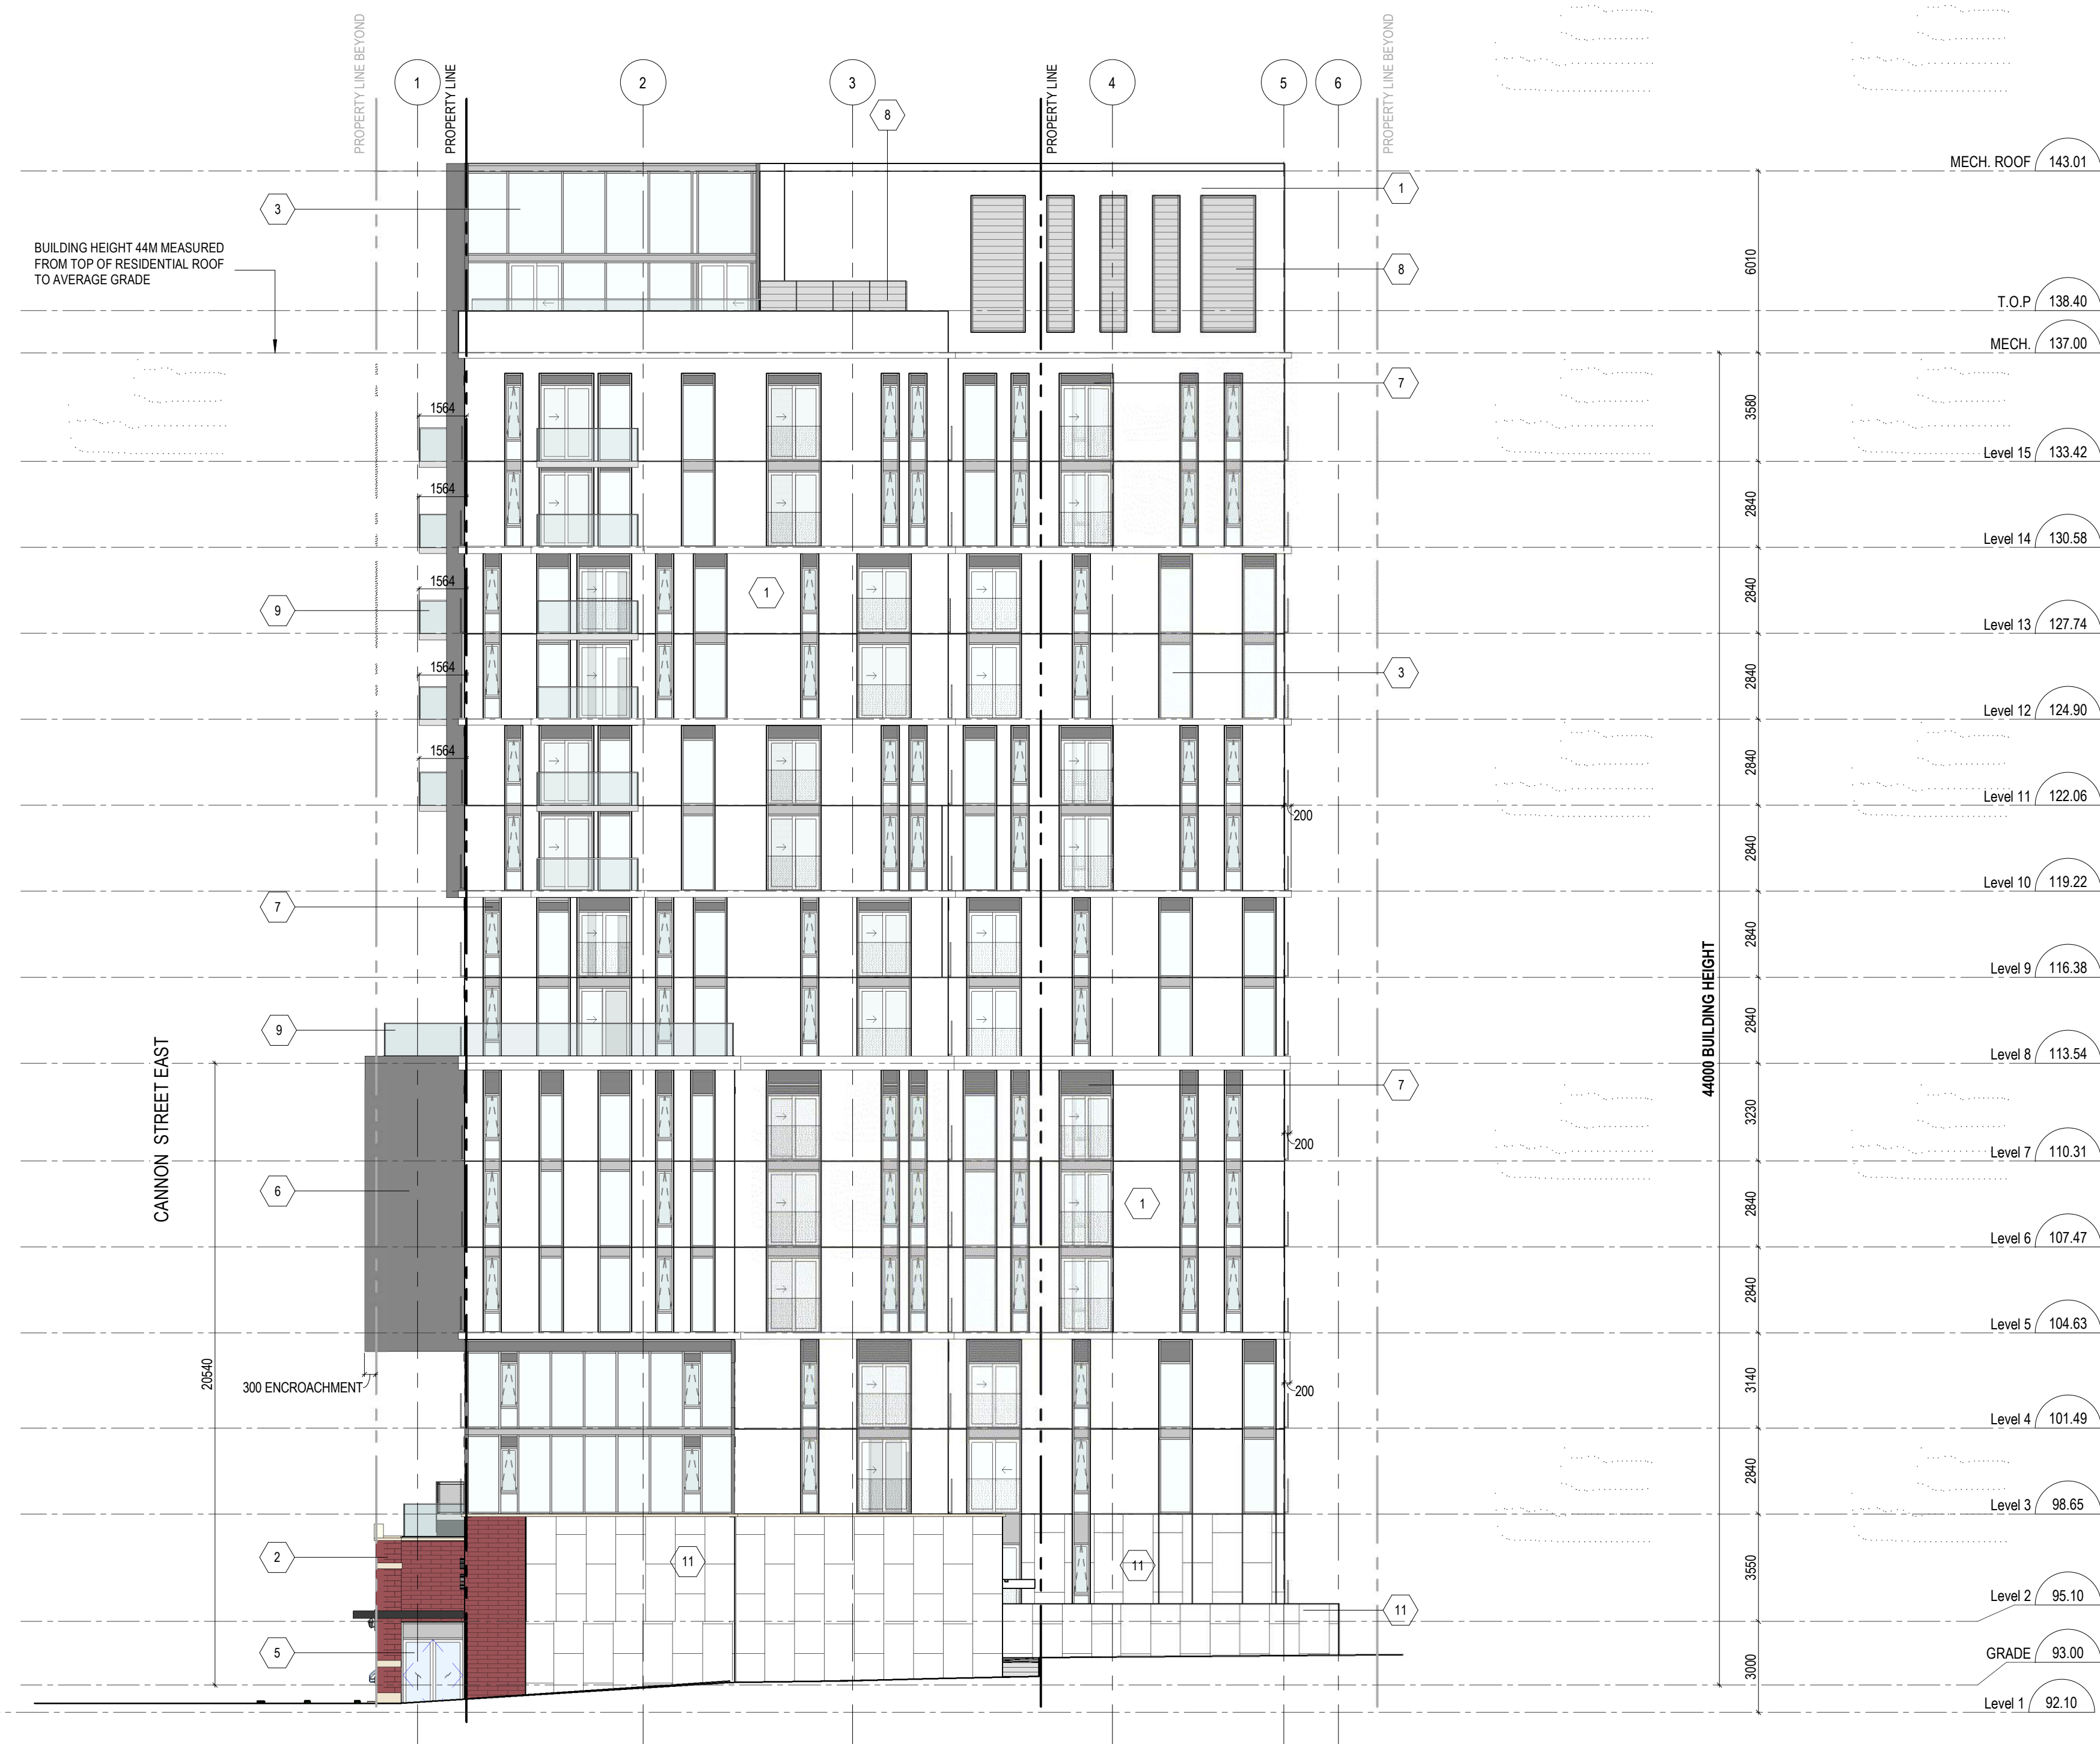 PROPERTY LINE BEYOND
PROPERTY LINE
PROPERTY LINE
PROPERTY LINE BEYOND
1
2
3
4
5
6
8
MECH. ROOF 143.01
1
3
BUILDING HEIGHT 44M MEASURED
FROM TOP OF RESIDENTIAL ROOF
TO AVERAGE GRADE
8
6010
T.O.P 138.40
MECH. 137.00
7
1564
3580
Level 15 133.42
1564
2840
Level 14 130.58
1564
1
9
2840
Level 13 127.74
1564
3
2840
Level 12 124.90
1564
2840
Level 11 122.06
200
2840
Level 10 119.22
7
2840
Level 9 116.38
44000 BUILDING HEIGHT
9
2840
Level 8 113.54
CANNON STREET EAST
7
3230
200
Level 7 110.31
6
1
2840
Level 6 107.47
2840
Level 5 104.63
20540
300 ENCROACHMENT
200
3140
Level 4 101.49
2840
Level 3 98.65
2
11
11
3550
Level 2 95.10
11
5
GRADE 93.00
3000
Level 1 92.10